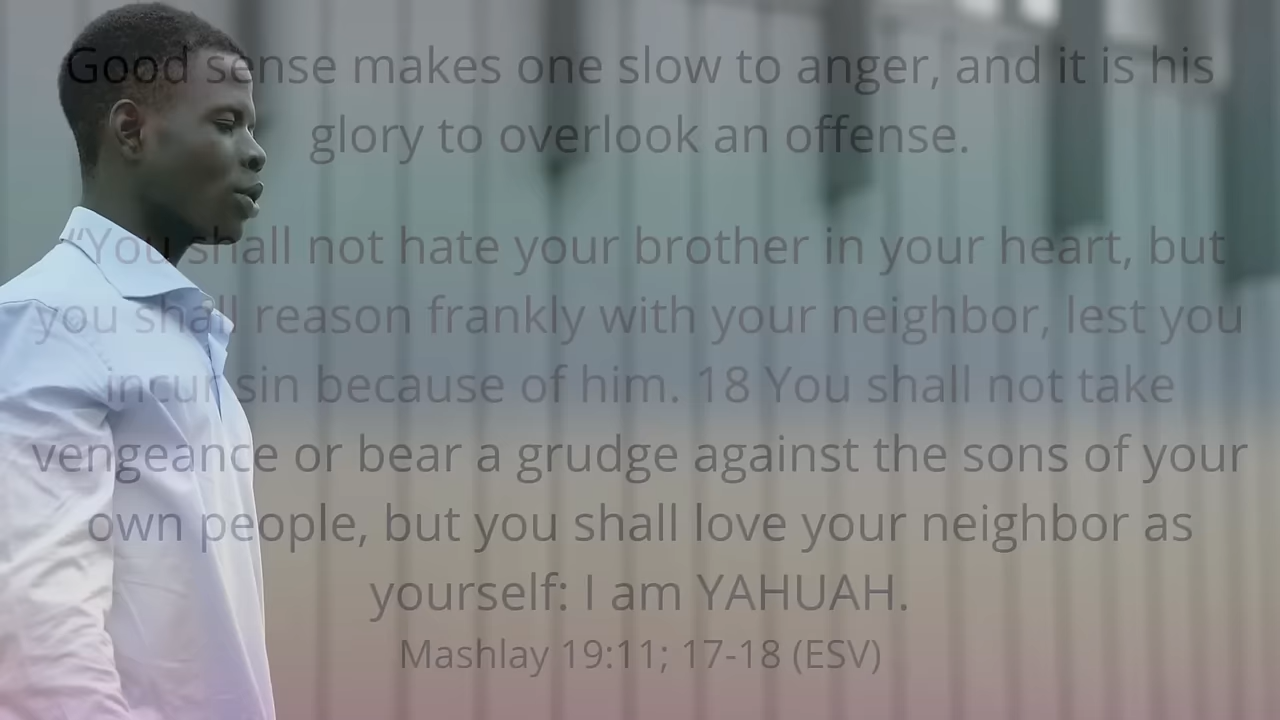 Good sense makes one slow to anger, and it is his
glory to overlook an offense.
“You shall not hate your brother in your heart, but
you shall reason frankly with your neighbor, lest you
incur sin because of him. 18 You shall not take
vengeance or bear a grudge against the sons of your
own people, but you shall love your neighbor as
yourself: I am YAHUAH.
Mashlay 19:11; 17-18 (ESV)